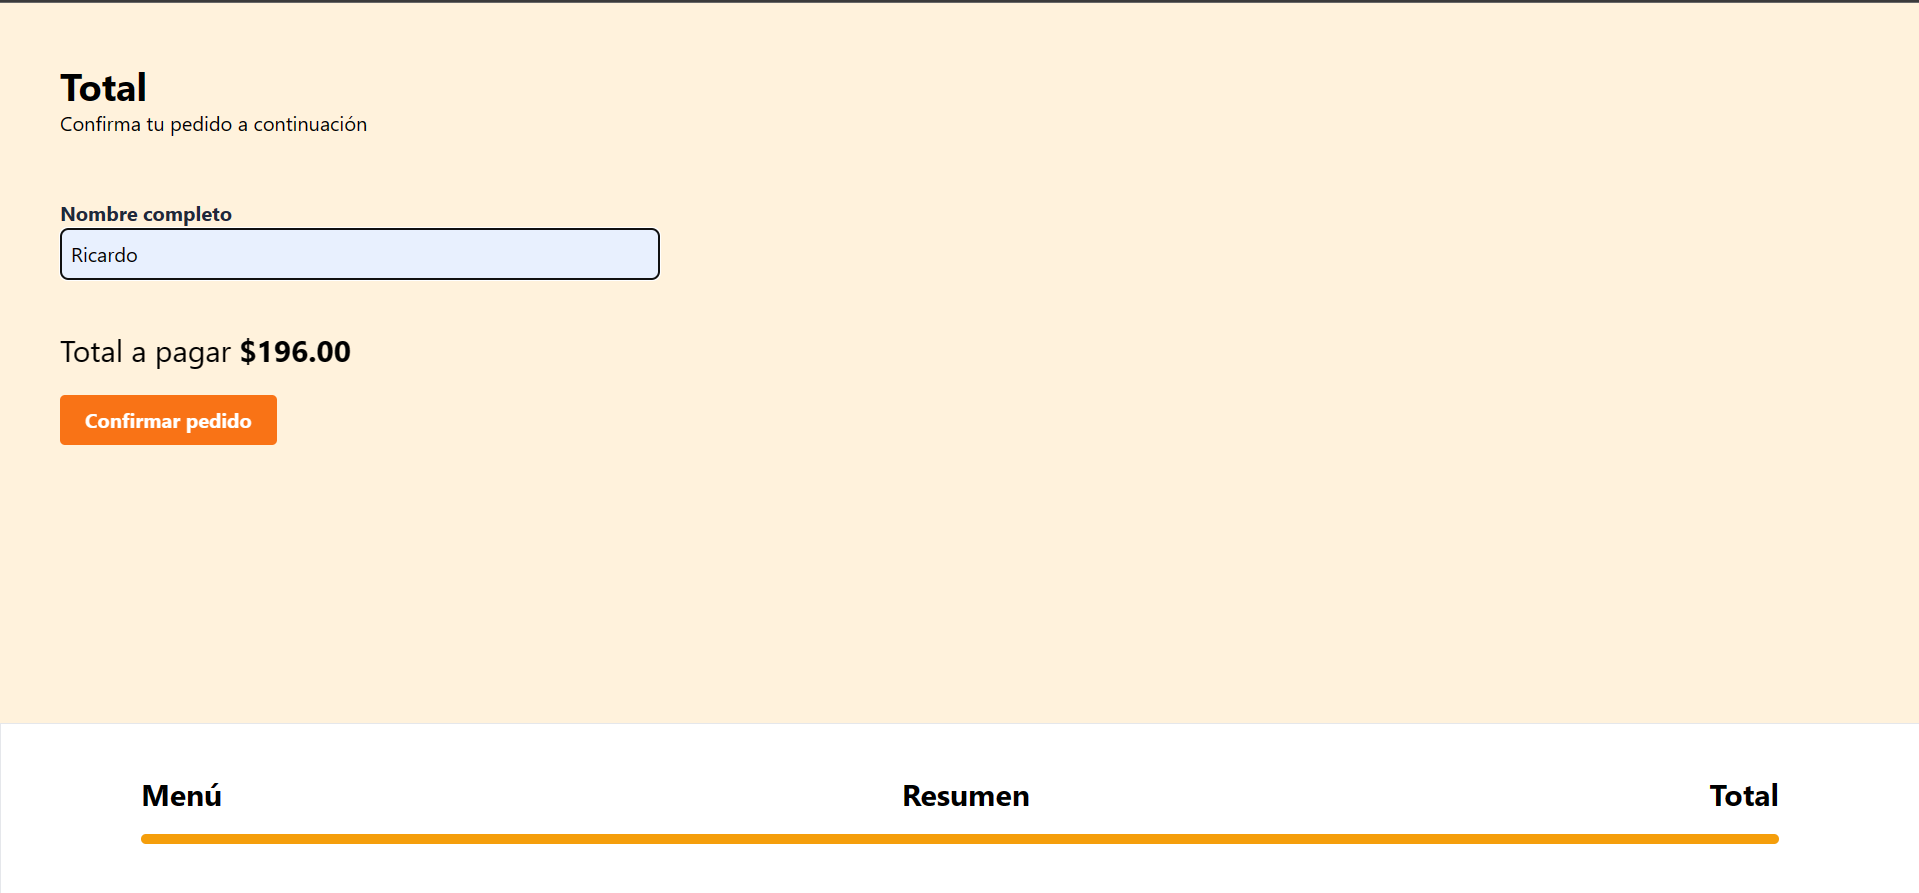 Total
Confirma tu pedido a continuación
Nombre completo
Ricardo
Total a pagar $196.00
Confirmar pedido
Menú Resumen Total